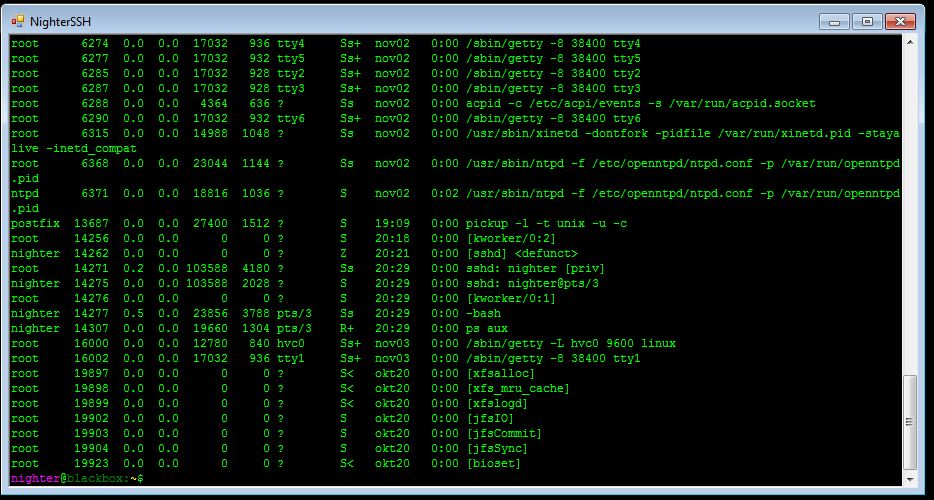 NighterSSH
root 6274 0.0 0.0 17032 936 tty4 Ss+ nov02 0:00 /sbin/getty -8 38400 tty4
root 6277 0.0 0.0 17032 932 tty5 Ss+ nov02 0:00 /sbin/getty -8 38400 tty5
root 6285 0.0 0.0 17032 928 tty2 Ss+ nov02 0:00 /sbin/getty -8 38400 tty2
root 6287 0.0 0.0 17032 928 tty3 Ss+ nov02 0:00 /sbin/getty -8 38400 tty3
root 6288 0.0 0.0 4364 636 ? Ss nov02 0:00 acpid -c /etc/acpi/events -s /var/run/acpid.socket
root 6290 0.0 0.0 17032 932 tty6 Ss+ nov02 0:00 /sbin/getty -8 38400 tty6
root 6315 0.0 0.0 14988 1048 ? Ss nov02 0:00 /usr/sbin/xinetd -dontfork -pidfile /var/run/xinetd.pid -staya
live -inetd_compat
root 6368 0.0 0.0 23044 1144 ? Ss nov02 0:00 /usr/sbin/ntpd -f /etc/openntpd/ntpd.conf -p /var/run/openntpd
.pid
ntpd 6371 0.0 0.0 18816 1036 ? S nov02 0:02 /usr/sbin/ntpd -f /etc/openntpd/ntpd.conf -p /var/run/openntpd
.pid
postfix 13687 0.0 0.0 27400 1512 ? S 19:09 0:00 pickup -l -t unix -u -c
root 14256 0.0 0.0 0 0 ? S 20:18 0:00 [kworker/0:2]
nighter 14262 0.0 0.0 0 0 ? Z 20:21 0:00 [sshd] <defunct>
root 14271 0.2 0.0 103588 4180 ? Ss 20:29 0:00 sshd: nighter [priv]
nighter 14275 0.0 0.0 103588 2028 ? S 20:29 0:00 sshd: nighter@pts/3
root 14276 0.0 0.0 0 0 ? S 20:29 0:00 [kworker/0:1]
nighter 14277 0.5 0.0 23856 3788 pts/3 Ss 20:29 0:00 -bash
nighter 14307 0.0 0.0 19660 1304 pts/3 R+ 20:29 0:00 ps aux
root 16000 0.0 0.0 12780 840 hvc0 Ss+ nov03 0:00 /sbin/getty -L hvc0 9600 linux
root 16002 0.0 0.0 17032 936 tty1 Ss+ nov03 0:00 /sbin/getty -8 38400 tty1
root 19897 0.0 0.0 0 0 ? S< okt20 0:00 [xfsalloc]
root 19898 0.0 0.0 0 0 ? S< okt20 0:00 [xfs_mru_cache]
root 19899 0.0 0.0 0 0 ? S< okt20 0:00 [xfslogd]
root 19902 0.0 0.0 0 0 ? S okt20 0:00 [jfsIO]
root 19903 0.0 0.0 0 0 ? S okt20 0:00 [jfsCommit]
root 19904 0.0 0.0 0 0 ? S okt20 0:00 [jfsSync]
root 19923 0.0 0.0 0 0 ? S< okt20 0:00 [bioset]
nighter@blackbox:~$